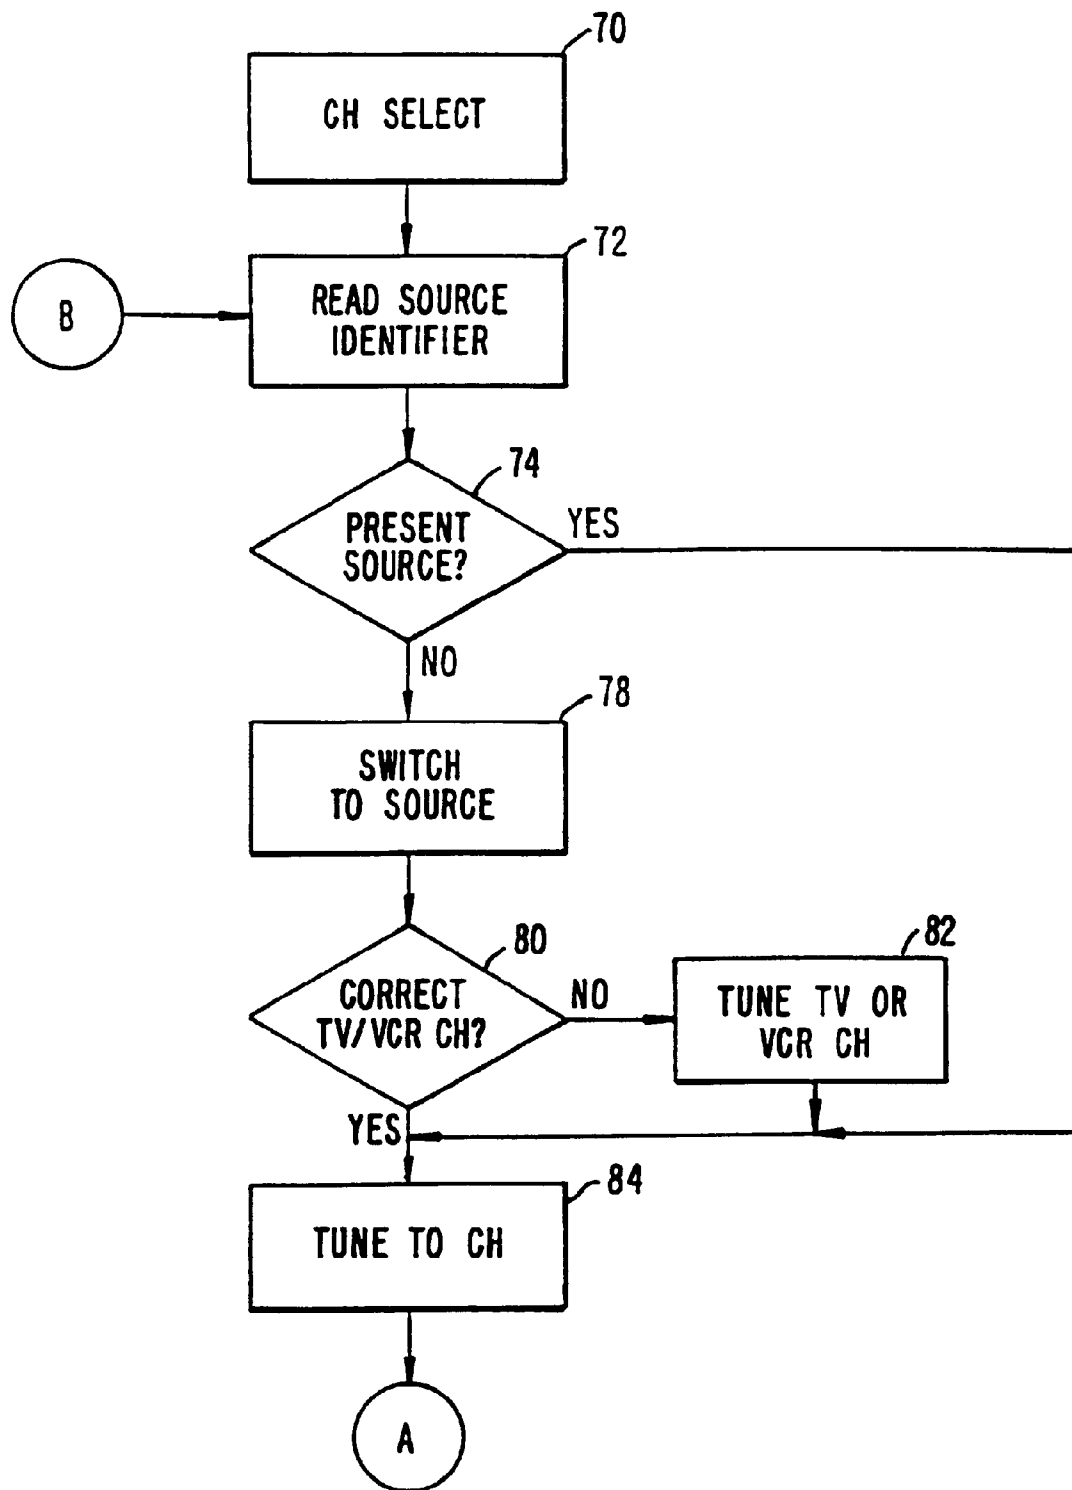 70
CH SELECT
72
B
READ SOURCE
IDENTIFIER
74
PRESENT
SOURCE?
YES
NO
78
SWITCH
TO SOURCE
80
CORRECT
TV/VCR CH?
NO
82
TUNE TV OR
VCR CH
YES
84
TUNE TO CH
A